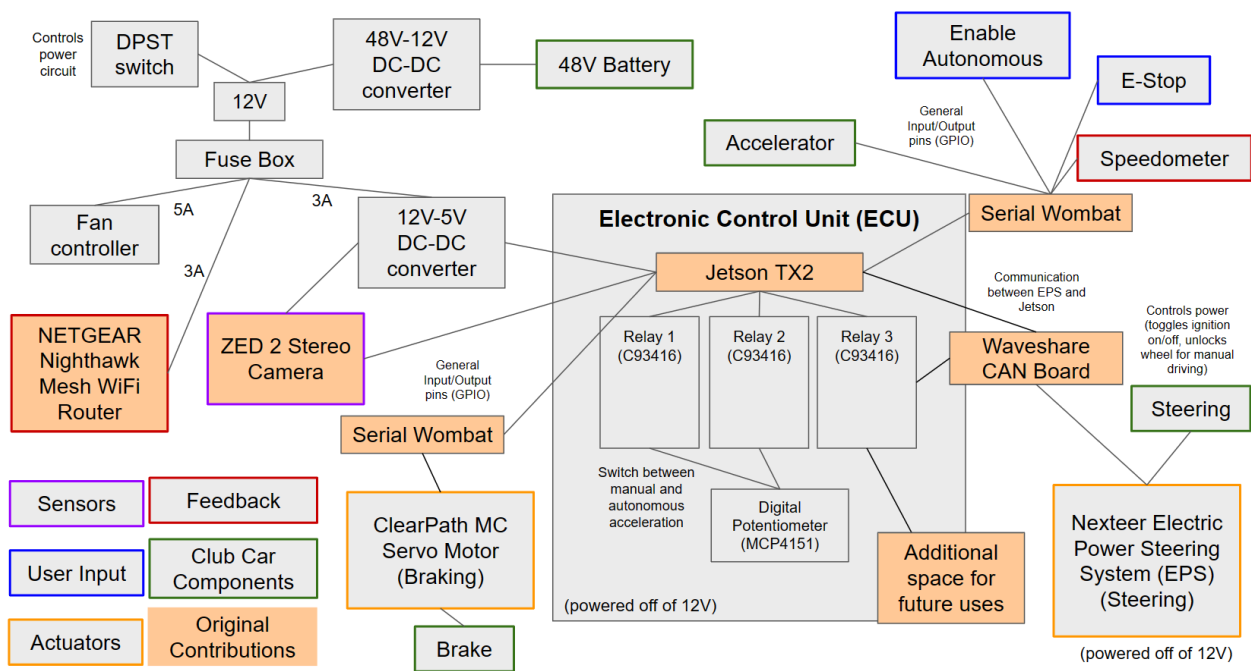 Controls
power
circuit
DPST
switch
48V-12V
DC-DC
converter
48V Battery
12V
Fuse Box
5A
3A
3A
Fan
controller
12V-5V
DC-DC
converter
NETGEAR
Nighthawk
Mesh WiFi
Router
ZED 2 Stereo
Camera
Enable
Autonomous
E-Stop
General
Input/Output
pins (GPIO)
Accelerator
Speedometer
Serial Wombat
Electronic Control Unit (ECU)
Jetson TX2
Relay 1
(C93416)
Relay 2
(C93416)
Relay 3
(C93416)
Switch between
manual and
autonomous
acceleration
Digital
Potentiometer
(MCP4151)
(powered off of 12V)
Additional
space for
future uses
Communication
between EPS and
Jetson
Waveshare
CAN Board
Controls power
(toggles ignition
on/off, unlocks
wheel for manual
driving)
Steering
Nexteer Electric
Power Steering
System (EPS)
(Steering)
(powered off of 12V)
General
Input/Output
pins (GPIO)
Serial Wombat
ClearPath MC
Servo Motor
(Braking)
Brake
Sensors
Feedback
User Input
Club Car
Components
Actuators
Original
Contributions